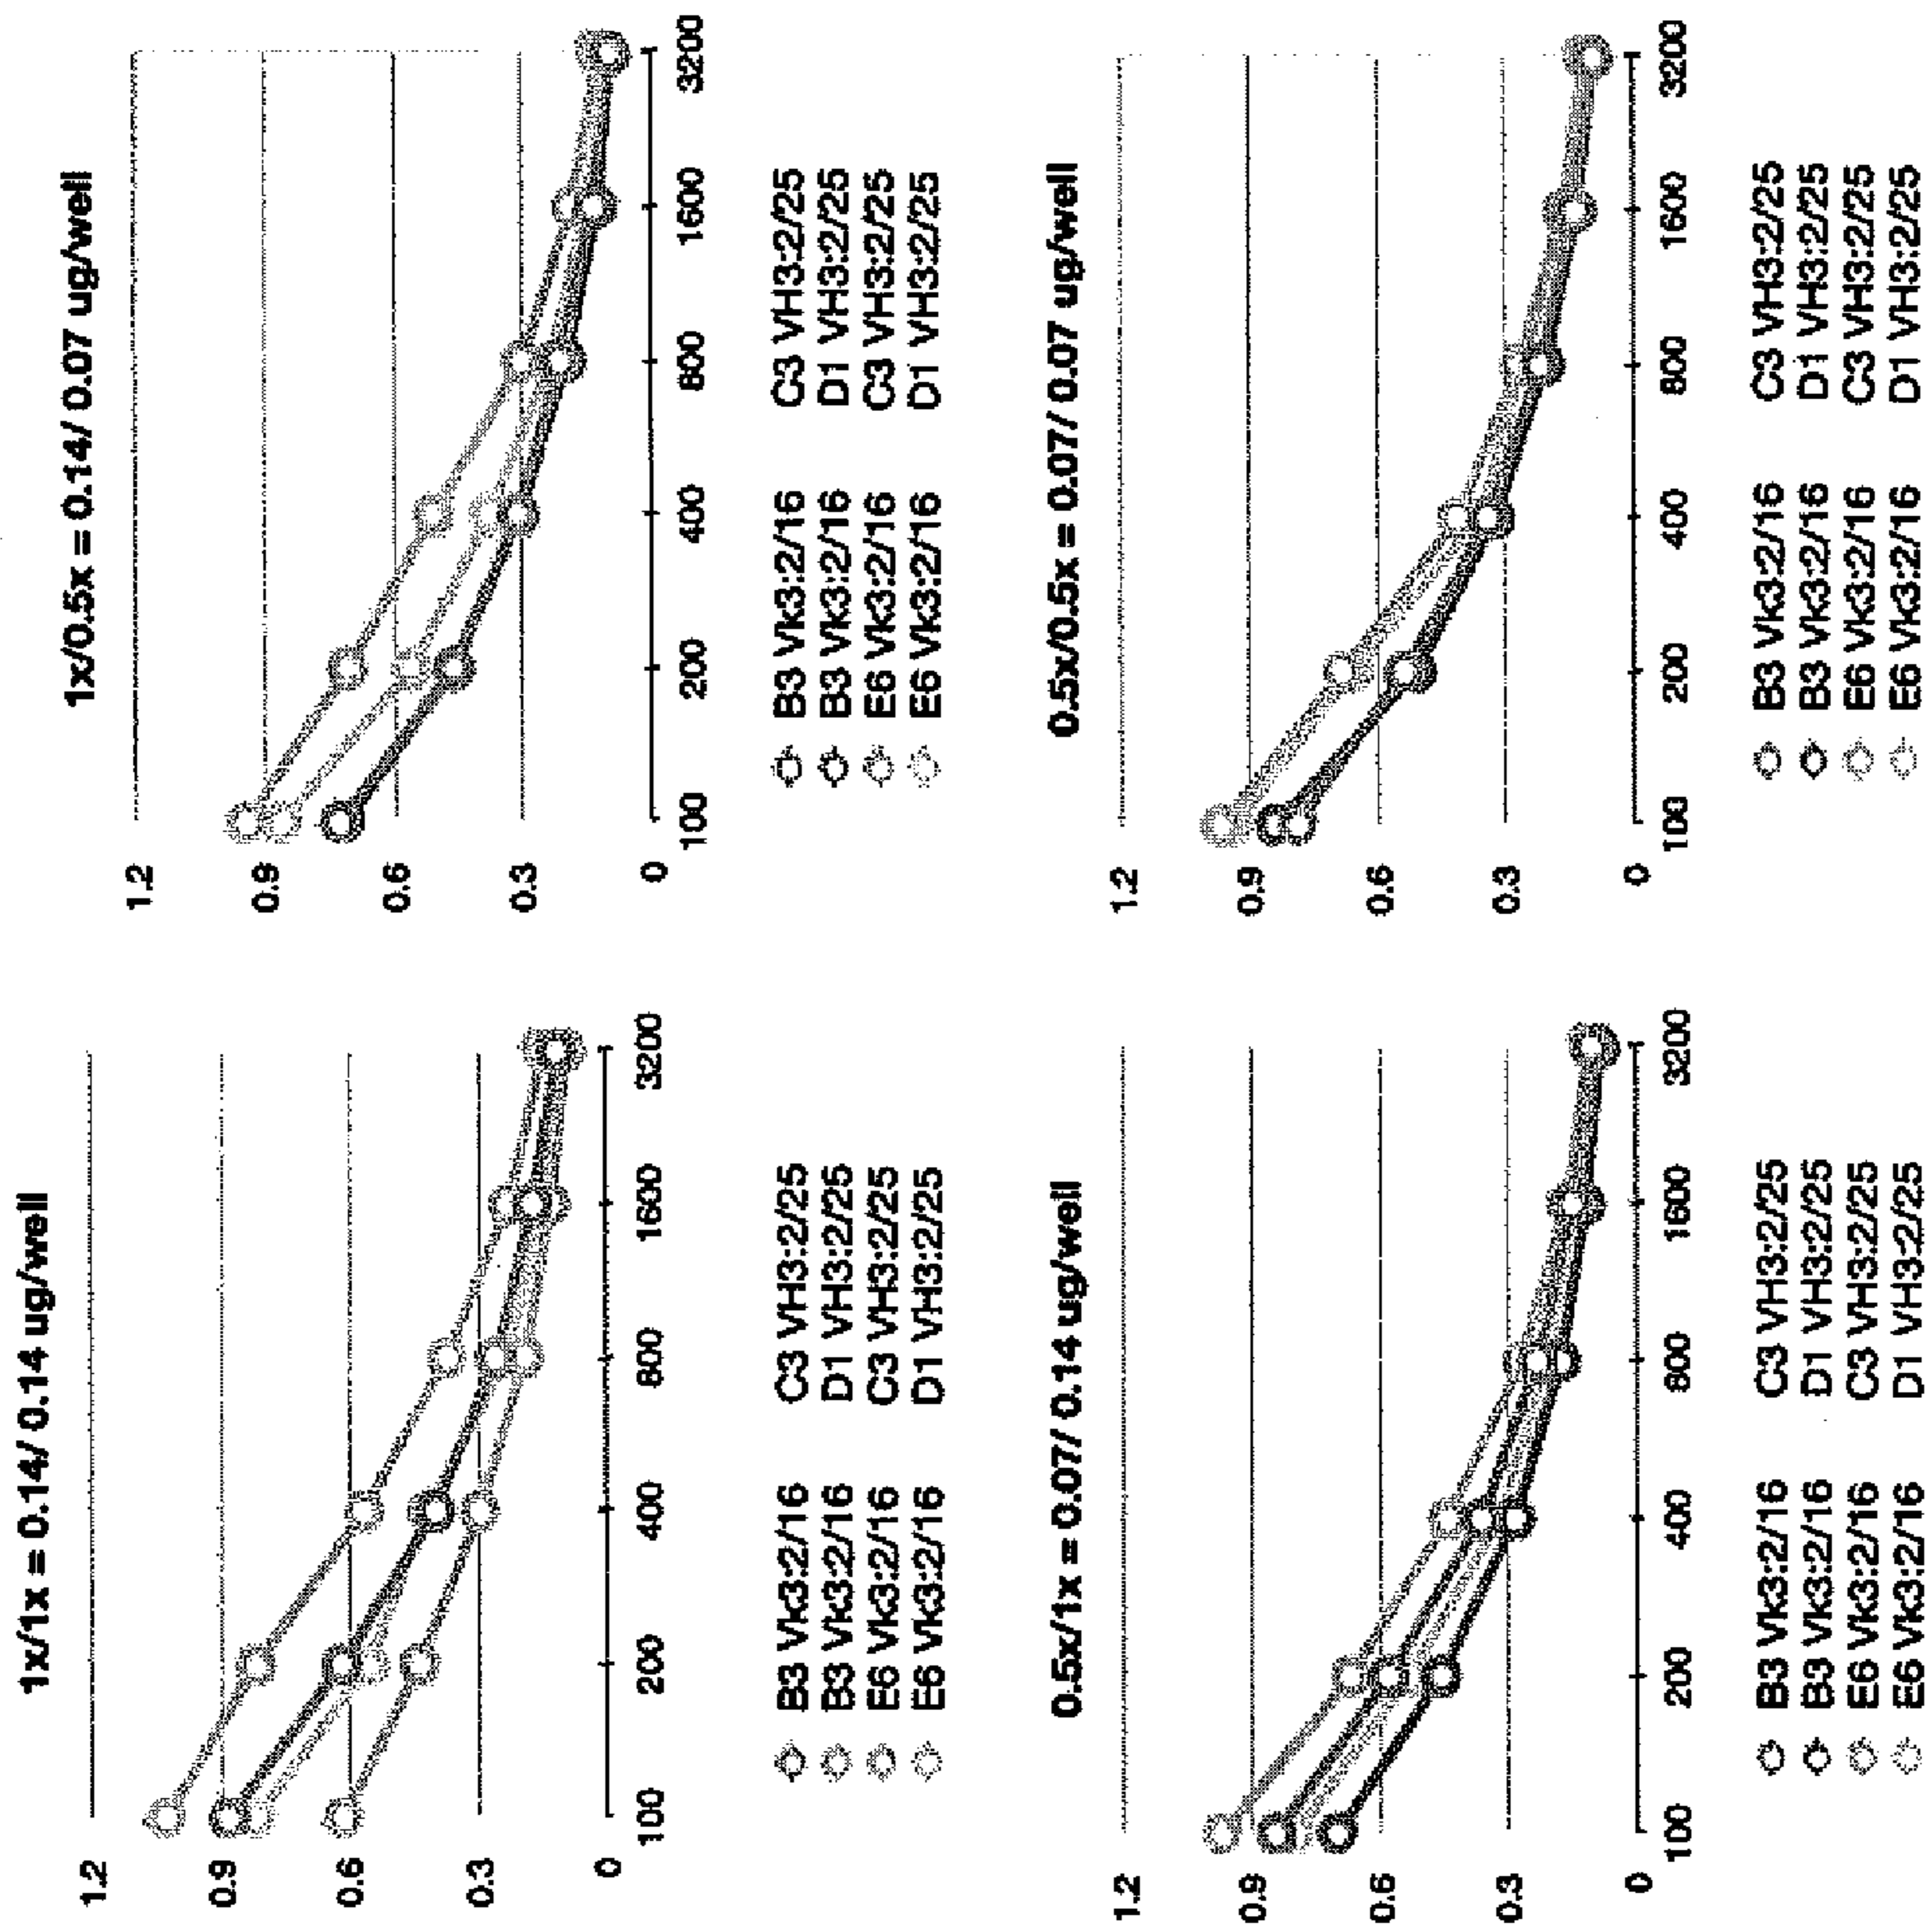 1x/1x = 0.14/ 0.14 ug/well
1.2
0.9
0.6
0.3
0
100 200 400 800 1600 3200
B3 Vk3:2/16 C3 VH3:2/25
B3 Vk3:2/16 D1 VH3:2/25
E6 Vk3:2/16 C3 VH3:2/25
E6 Vk3:2/16 D1 VH3:2/25
1x/0.5x = 0.14/ 0.07 ug/well
1.2
0.9
0.6
0.3
0
100 200 400 800 1600 3200
B3 Vk3:2/16 C3 VH3:2/25
B3 Vk3:2/16 D1 VH3:2/25
E6 Vk3:2/16 C3 VH3:2/25
E6 Vk3:2/16 D1 VH3:2/25
0.5x/1x = 0.07/ 0.14 ug/well
1.2
0.9
0.6
0.3
0
100 200 400 800 1600 3200
B3 Vk3:2/16 C3 VH3:2/25
B3 Vk3:2/16 D1 VH3:2/25
E6 Vk3:2/16 C3 VH3:2/25
E6 Vk3:2/16 D1 VH3:2/25
0.5x/0.5x = 0.07/ 0.07 ug/well
1.2
0.9
0.6
0.3
0
100 200 400 800 1600 3200
B3 Vk3:2/16 C3 VH3:2/25
B3 Vk3:2/16 D1 VH3:2/25
E6 Vk3:2/16 C3 VH3:2/25
E6 Vk3:2/16 D1 VH3:2/25